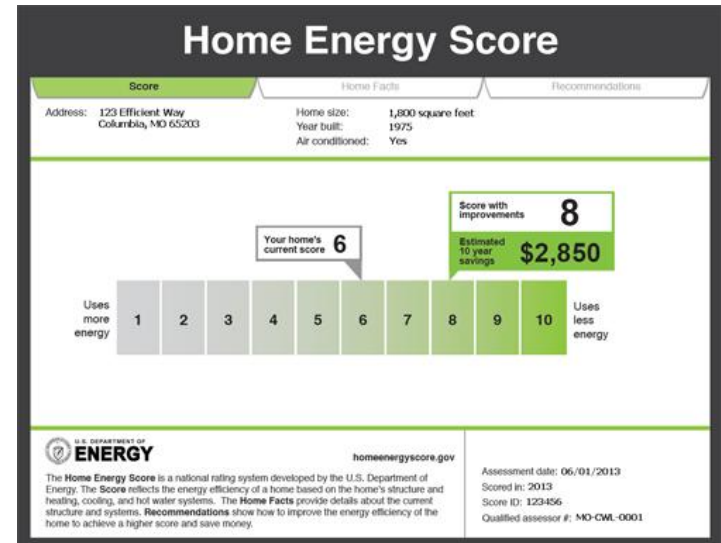 Home Energy Score
Score
Home Facts
Recommendations
Address: 123 Efficient Way
Columbia, MO 65203
Home size: 1,800 square feet
Year built: 1975
Air conditioned: Yes
Score with
improvements 8
Estimated
10 year
savings $2,850
Your home's
current score 6
Uses
more
energy
1 2 3 4 5 6 7 8 9 10
Uses
less
energy
U.S. DEPARTMENT OF
ENERGY
homeenergyscore.gov
The Home Energy Score is a national rating system developed by the U.S. Department of
Energy. The Score reflects the energy efficiency of a home based on the home's structure and
heating, cooling, and hot water systems. The Home Facts provide details about the current
structure and systems. Recommendations show how to improve the energy efficiency of the
home to achieve a higher score and save money.
Assessment date: 06/01/2013
Scored in: 2013
Score ID: 123456
Qualified assessor #: MO-CWL-0001